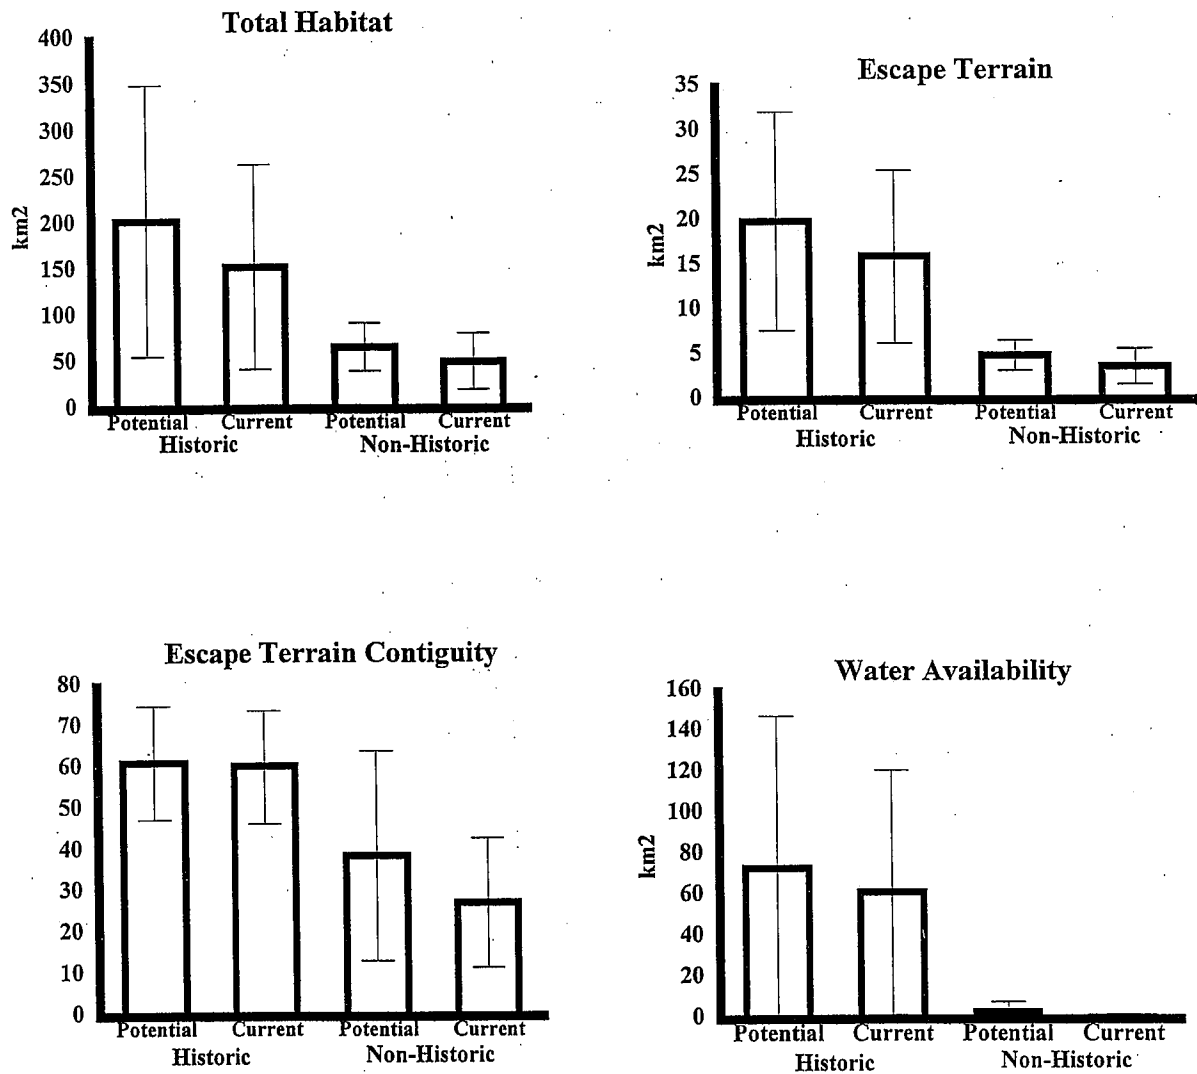 Total Habitat
400
350
300
250
200
150
100
50
0
km2
Potential Current Potential Current
Historic Non-Historic
Escape Terrain
35
30
25
20
15
10
5
0
km2
Potential Current Potential Current
Historic Non-Historic
Escape Terrain Contiguity
80
70
60
50
40
30
20
10
0
Potential Current Potential Current
Historic Non-Historic
Water Availability
160
140
120
100
80
60
40
20
0
km2
Potential Current Potential Current
Historic Non-Historic